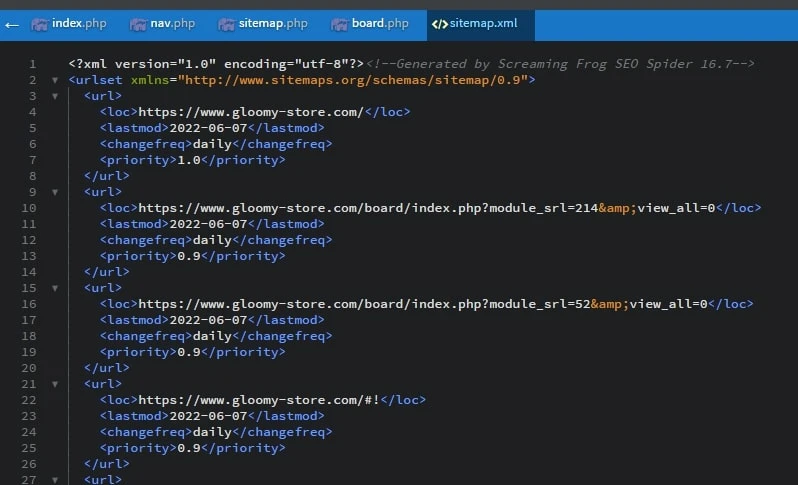 ← index.php nav.php sitemap.php board.php </> sitemap.xml
1 <?xml version="1.0" encoding="utf-8"?><!--Generated by Screaming Frog SEO Spider 16.7-->
2 <urlset xmlns="http://www.sitemaps.org/schemas/sitemap/0.9">
3 <url>
4 <loc>https://www.gloomy-store.com/</loc>
5 <lastmod>2022-06-07</lastmod>
6 <changefreq>daily</changefreq>
7 <priority>1.0</priority>
8 </url>
9 <url>
10 <loc>https://www.gloomy-store.com/board/index.php?module_srl=214&amp;view_all=0</loc>
11 <lastmod>2022-06-07</lastmod>
12 <changefreq>daily</changefreq>
13 <priority>0.9</priority>
14 </url>
15 <url>
16 <loc>https://www.gloomy-store.com/board/index.php?module_srl=52&amp;view_all=0</loc>
17 <lastmod>2022-06-07</lastmod>
18 <changefreq>daily</changefreq>
19 <priority>0.9</priority>
20 </url>
21 <url>
22 <loc>https://www.gloomy-store.com/#!</loc>
23 <lastmod>2022-06-07</lastmod>
24 <changefreq>daily</changefreq>
25 <priority>0.9</priority>
26 </url>
27 <url>